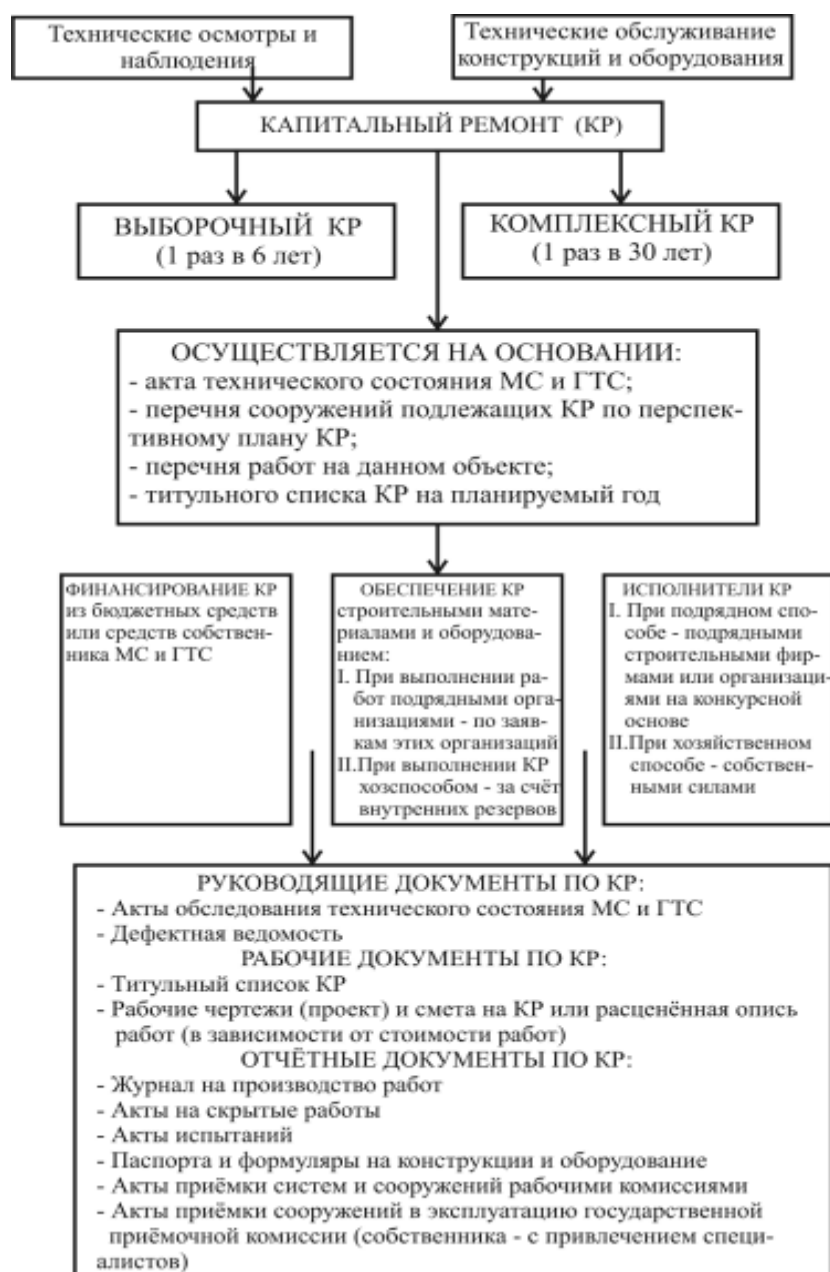 Технические осмотры и
наблюдения
Технические обслуживание
конструкций и оборудования
КАПИТАЛЬНЫЙ РЕМОНТ (КР)
ВЫБОРОЧНЫЙ КР
(1 раз в 6 лет)
КОМПЛЕКСНЫЙ КР
(1 раз в 30 лет)
ОСУЩЕСТВЛЯЕТСЯ НА ОСНОВАНИИ:
- акта технического состояния МС и ГТС;
- перечня сооружений подлежащих КР по перспек-
тивному плану КР;
- перечня работ на данном объекте;
- титульного списка КР на планируемый год
ФИНАНСИРОВАНИЕ КР
из бюджетных средств
или средств собствен-
ника МС и ГТС
ОБЕСПЕЧЕНИЕ КР
строительными мате-
риалами и оборудова-
нием:
I. При выполнении ра-
бот подрядными орга-
низациями - по заяв-
кам этих организаций
II.При выполнении КР
хозспособом - за счёт
внутренних резервов
ИСПОЛНИТЕЛИ КР
I. При подрядном спо-
собе - подрядными
строительными фир-
мами или организаци-
ями на конкурсной
основе
II.При хозяйственном
способе - собствен-
ными силами
РУКОВОДЯЩИЕ ДОКУМЕНТЫ ПО КР:
- Акты обследования технического состояния МС и ГТС
- Дефектная ведомость
РАБОЧИЕ ДОКУМЕНТЫ ПО КР:
- Титульный список КР
- Рабочие чертежи (проект) и смета на КР или расценённая опись
работ (в зависимости от стоимости работ)
ОТЧЁТНЫЕ ДОКУМЕНТЫ ПО КР:
- Журнал на производство работ
- Акты на скрытые работы
- Акты испытаний
- Паспорта и формуляры на конструкции и оборудование
- Акты приёмки систем и сооружений рабочими комиссиями
- Акты приёмки сооружений в эксплуатацию государственной
приёмочной комиссии (собственника - с привлечением специ-
алистов)